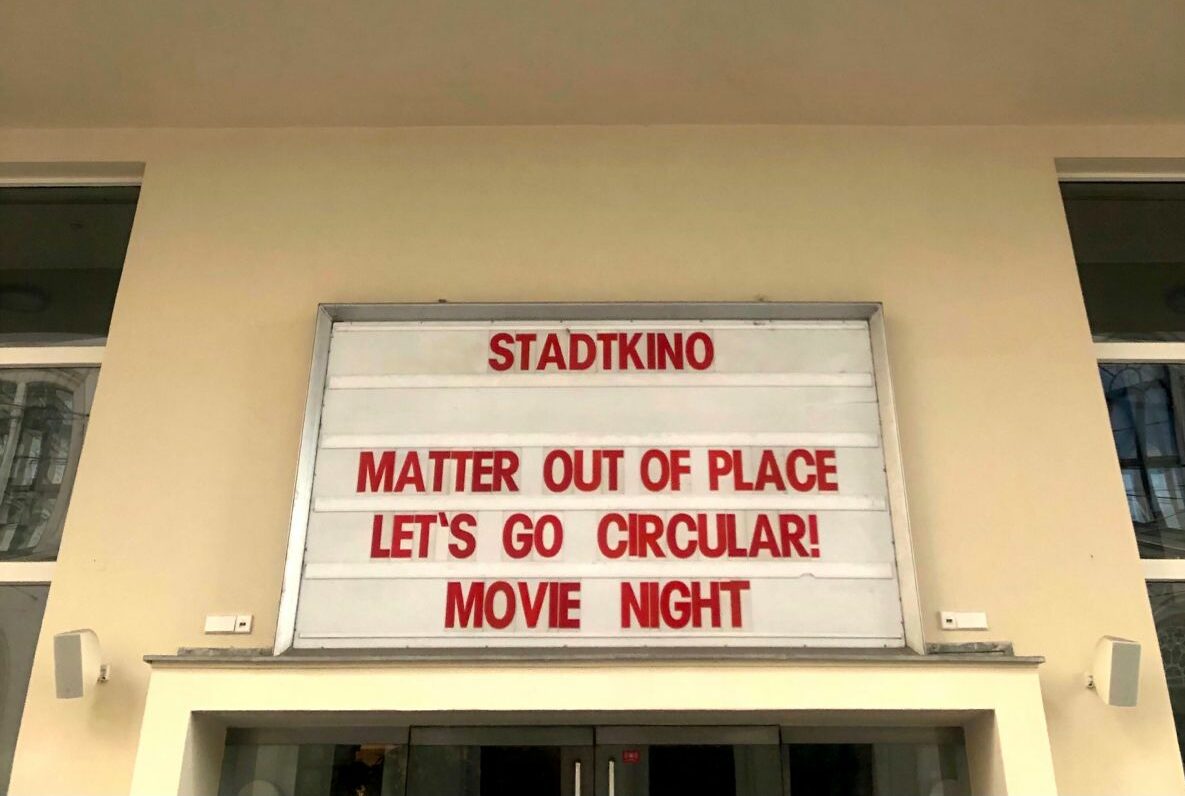 STADTKINO
MATTER OUT OF PLACE
LET'S GO CIRCULAR!
MOVIE NIGHT